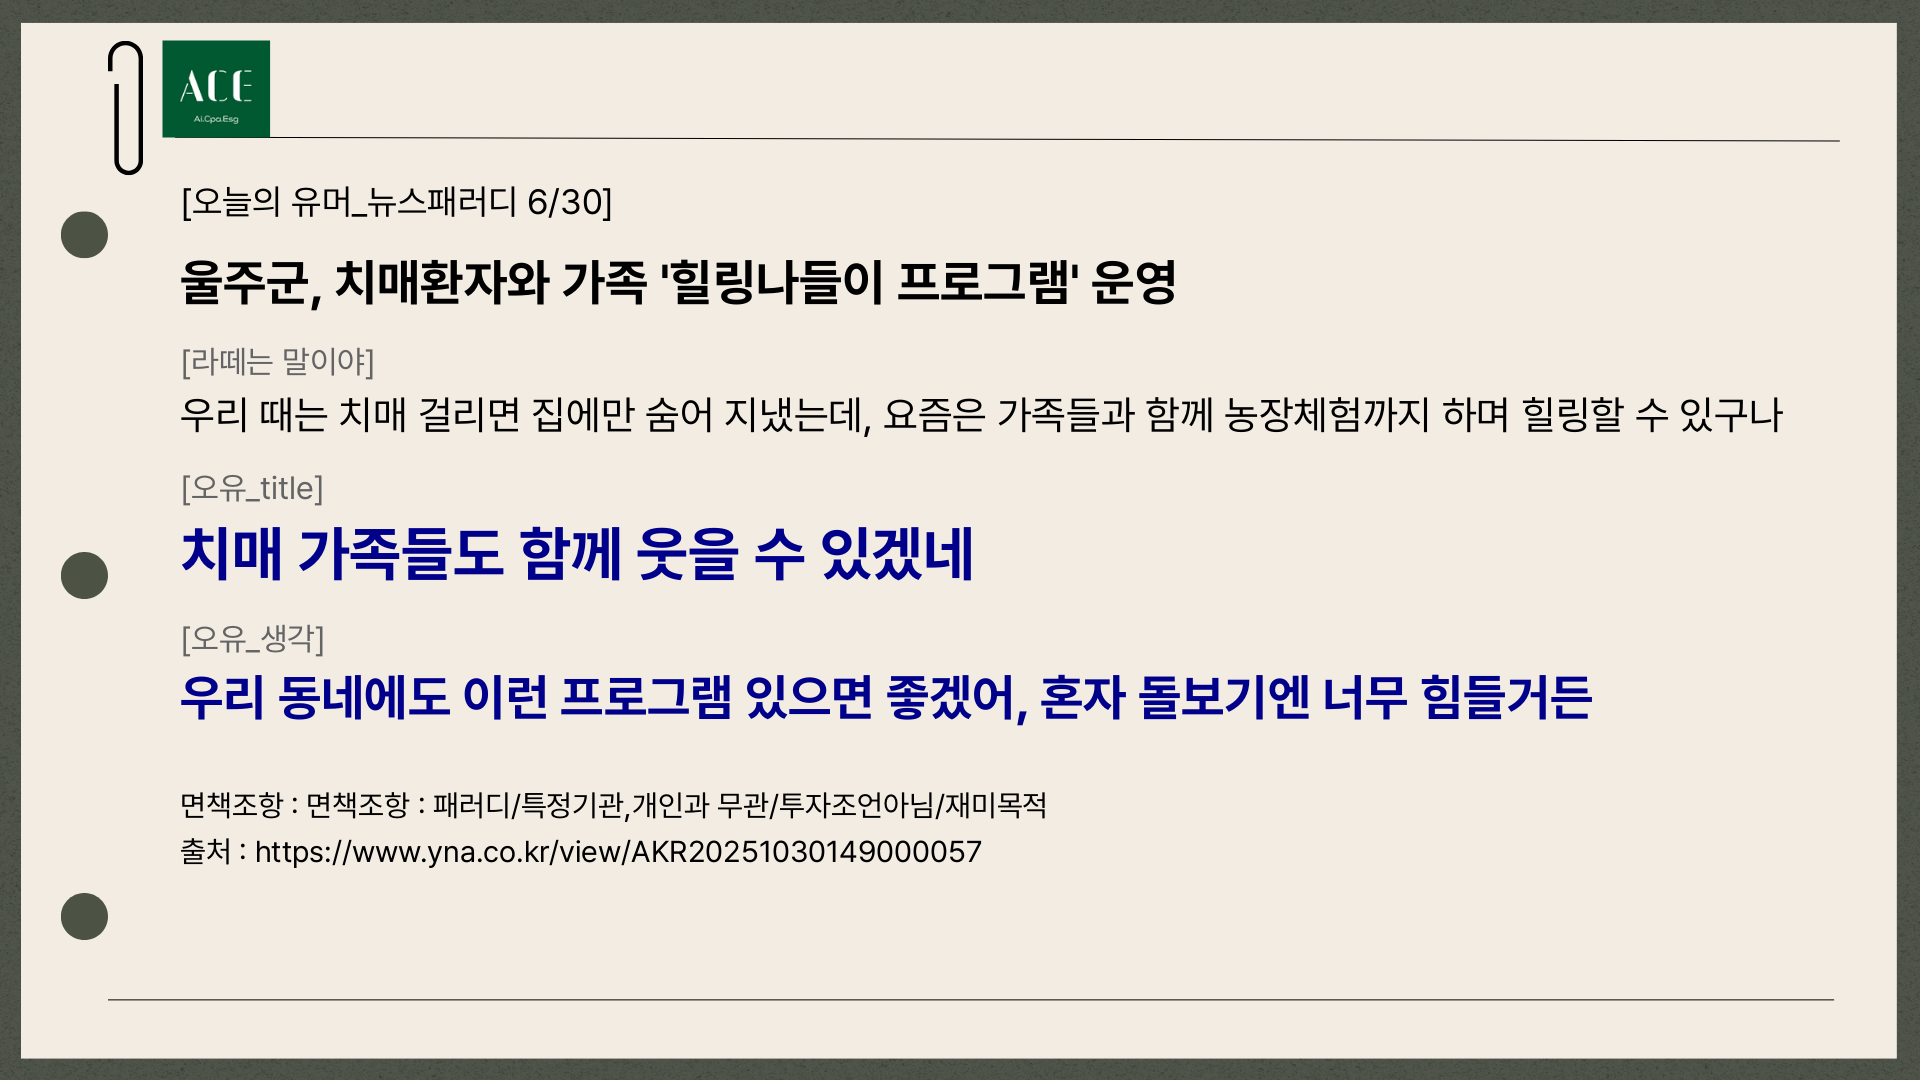 ACE
Ai.Cpa.Esg
[오늘의 유머_뉴스패러디 6/30]
울주군, 치매환자와 가족 '힐링나들이 프로그램' 운영
[라떼는 말이야]
우리 때는 치매 걸리면 집에만 숨어 지냈는데, 요즘은 가족들과 함께 농장체험까지 하며 힐링할 수 있구나
[오유_title]
치매 가족들도 함께 웃을 수 있겠네
[오유_생각]
우리 동네에도 이런 프로그램 있으면 좋겠어, 혼자 돌보기엔 너무 힘들거든
면책조항 : 면책조항 : 패러디/특정기관,개인과 무관/투자조언아님/재미목적
출처 : https://www.yna.co.kr/view/AKR20251030149000057